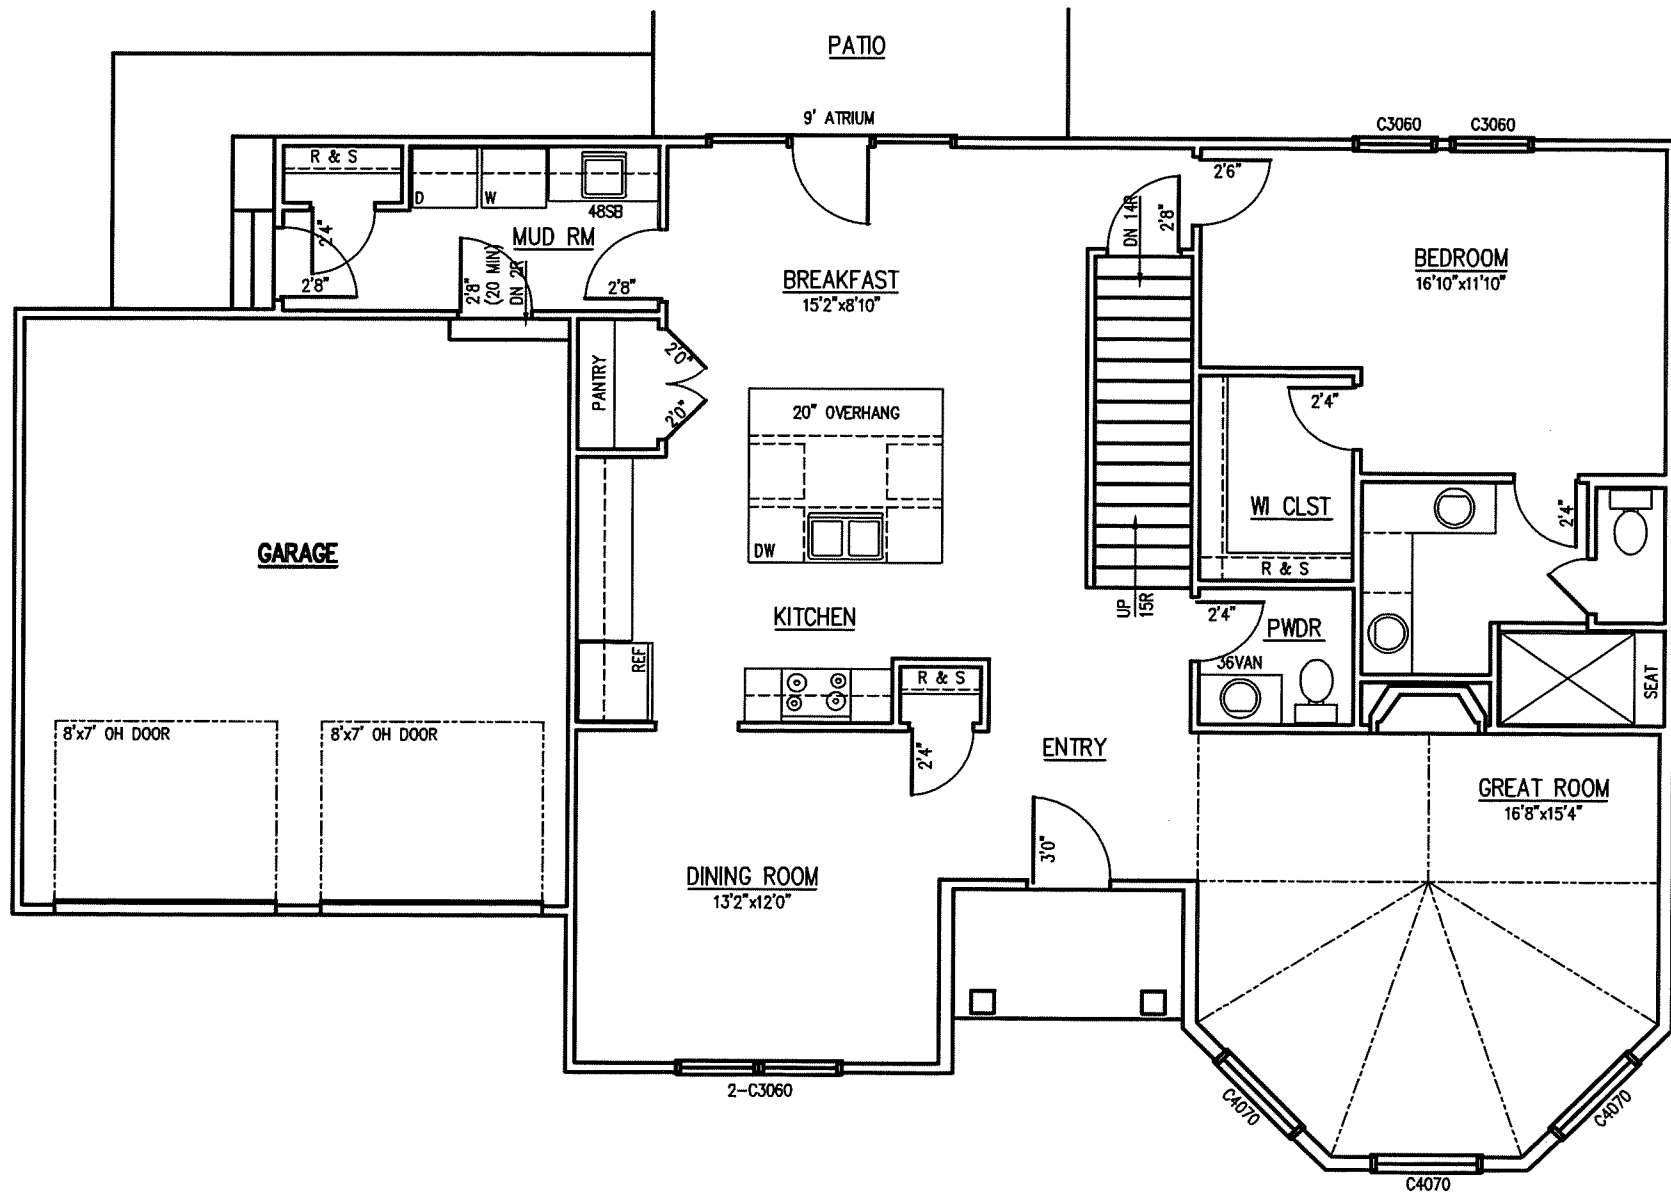 PATIO
9' ATRIUM
C3060
C3060
R & S
D
W
48SB
2'4"
MUD RM
2'8"
2'8"
(20 MIN)
DN 2R
2'8"
BREAKFAST
15'2"x8'10"
DN 14R
2'8"
2'6"
BEDROOM
16'10"x11'10"
PANTRY
2'0"
2'0"
20" OVERHANG
2'4"
WI CLST
R & S
2'4"
GARAGE
DW
KITCHEN
UP
15R
2'4"
PWDR
36VAN
REF
R & S
SEAT
8'x7' OH DOOR
8'x7' OH DOOR
2'4"
ENTRY
GREAT ROOM
16'8"x15'4"
3'0"
DINING ROOM
13'2"x12'0"
2-C3060
C4070
C4070
C4070